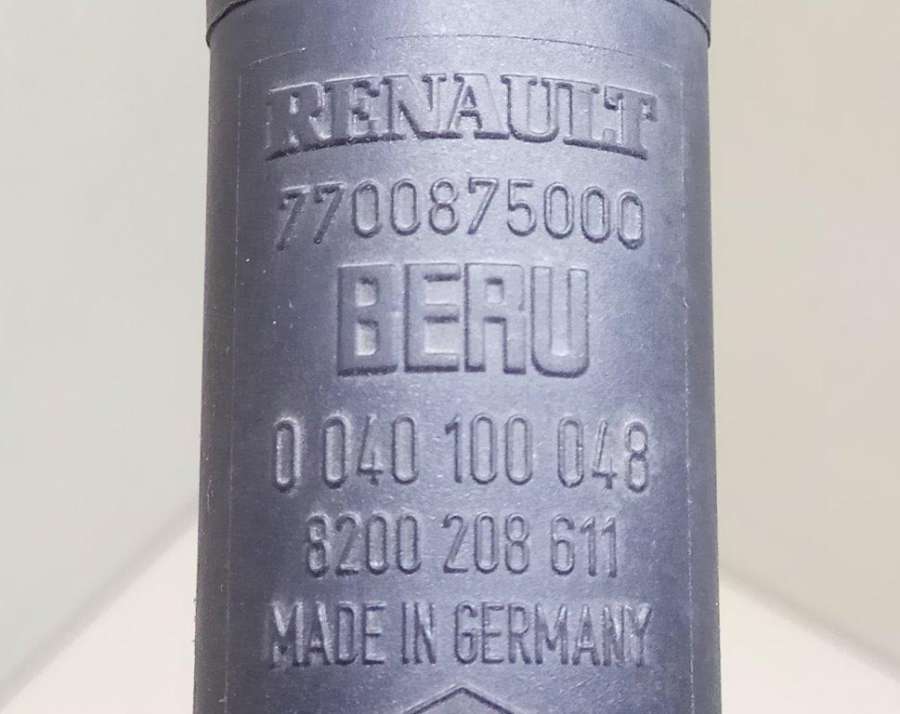 RENAULT
7700875000
BERU
0 040 100 048
8200 208 611
MADE IN GERMANY